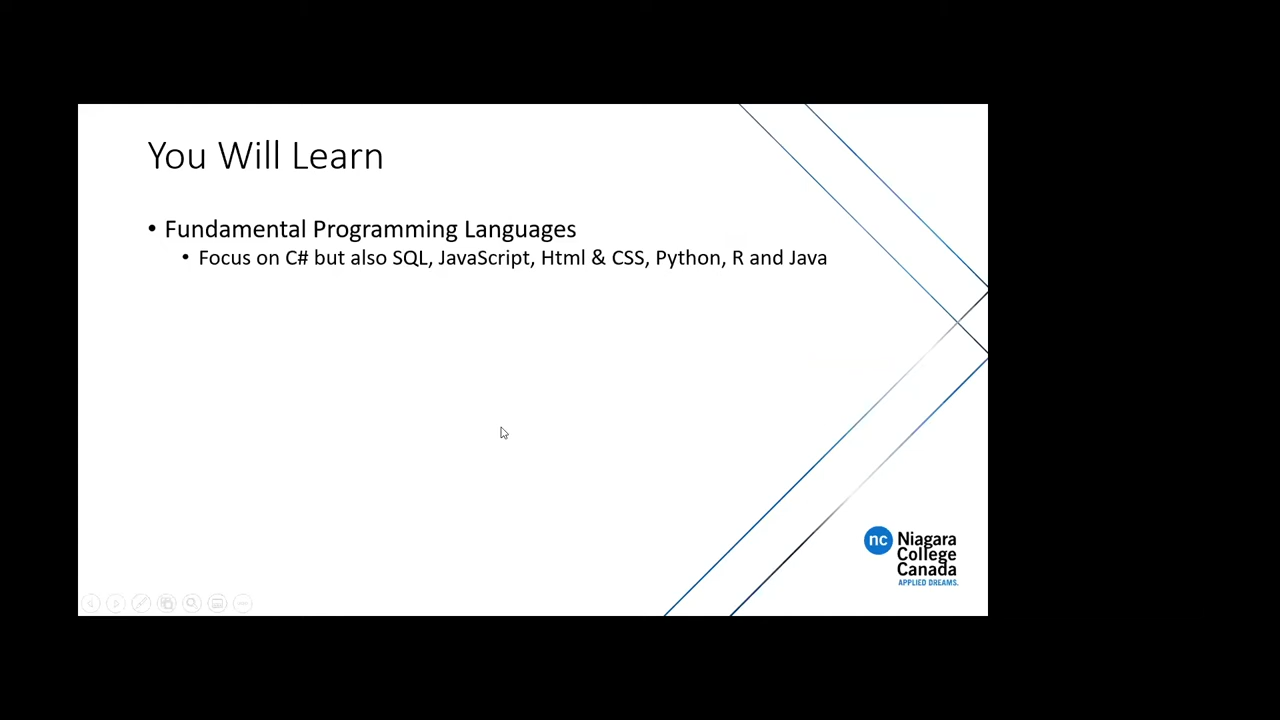 You Will Learn
• Fundamental Programming Languages
• Focus on C# but also SQL, JavaScript, Html & CSS, Python, R and Java
nc
Niagara
College
Canada
APPLIED DREAMS.